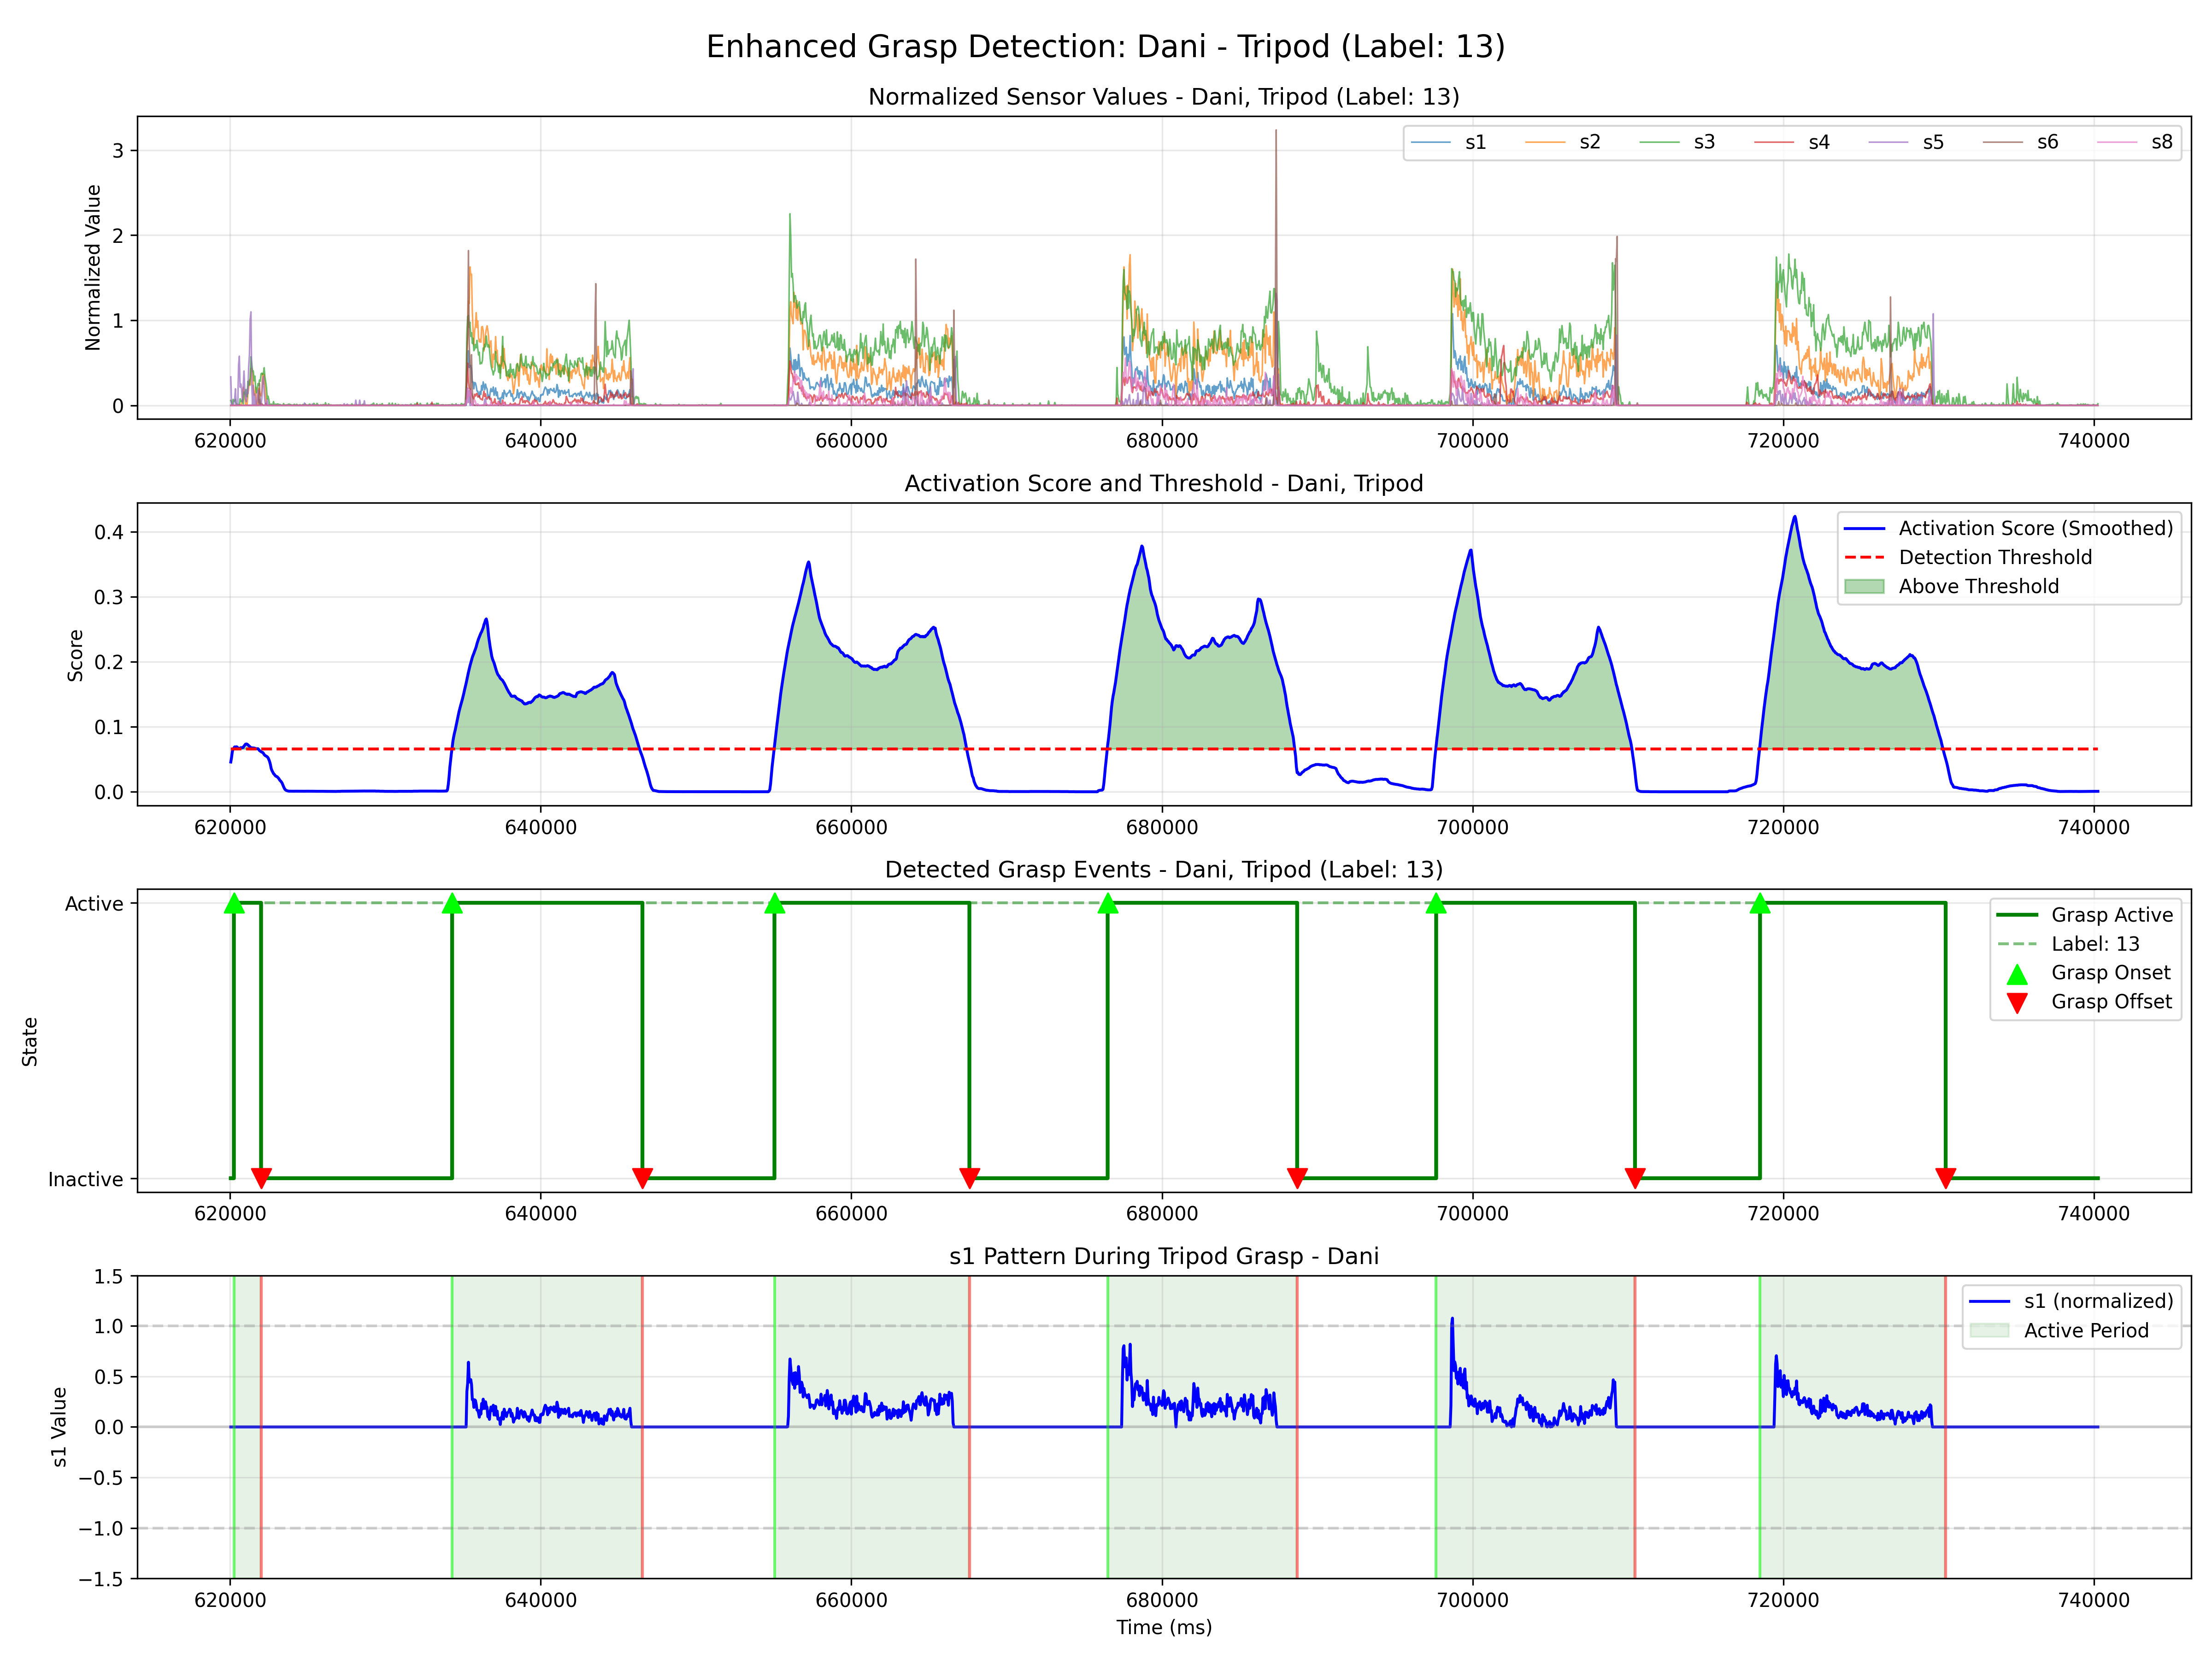 Enhanced Grasp Detection: Dani - Tripod (Label: 13)
Normalized Sensor Values - Dani, Tripod (Label: 13)
Normalized Value
3
2
1
0
s1 s2 s3 s4 s5 s6 s8
620000 640000 660000 680000 700000 720000 740000
Activation Score and Threshold - Dani, Tripod
Score
0.4
0.3
0.2
0.1
0.0
Activation Score (Smoothed)
Detection Threshold
Above Threshold
620000 640000 660000 680000 700000 720000 740000
Detected Grasp Events - Dani, Tripod (Label: 13)
State
Active
Inactive
Grasp Active
Label: 13
Grasp Onset
Grasp Offset
620000 640000 660000 680000 700000 720000 740000
s1 Pattern During Tripod Grasp - Dani
s1 Value
1.5
1.0
0.5
0.0
−0.5
−1.0
−1.5
s1 (normalized)
Active Period
620000 640000 660000 680000 700000 720000 740000
Time (ms)